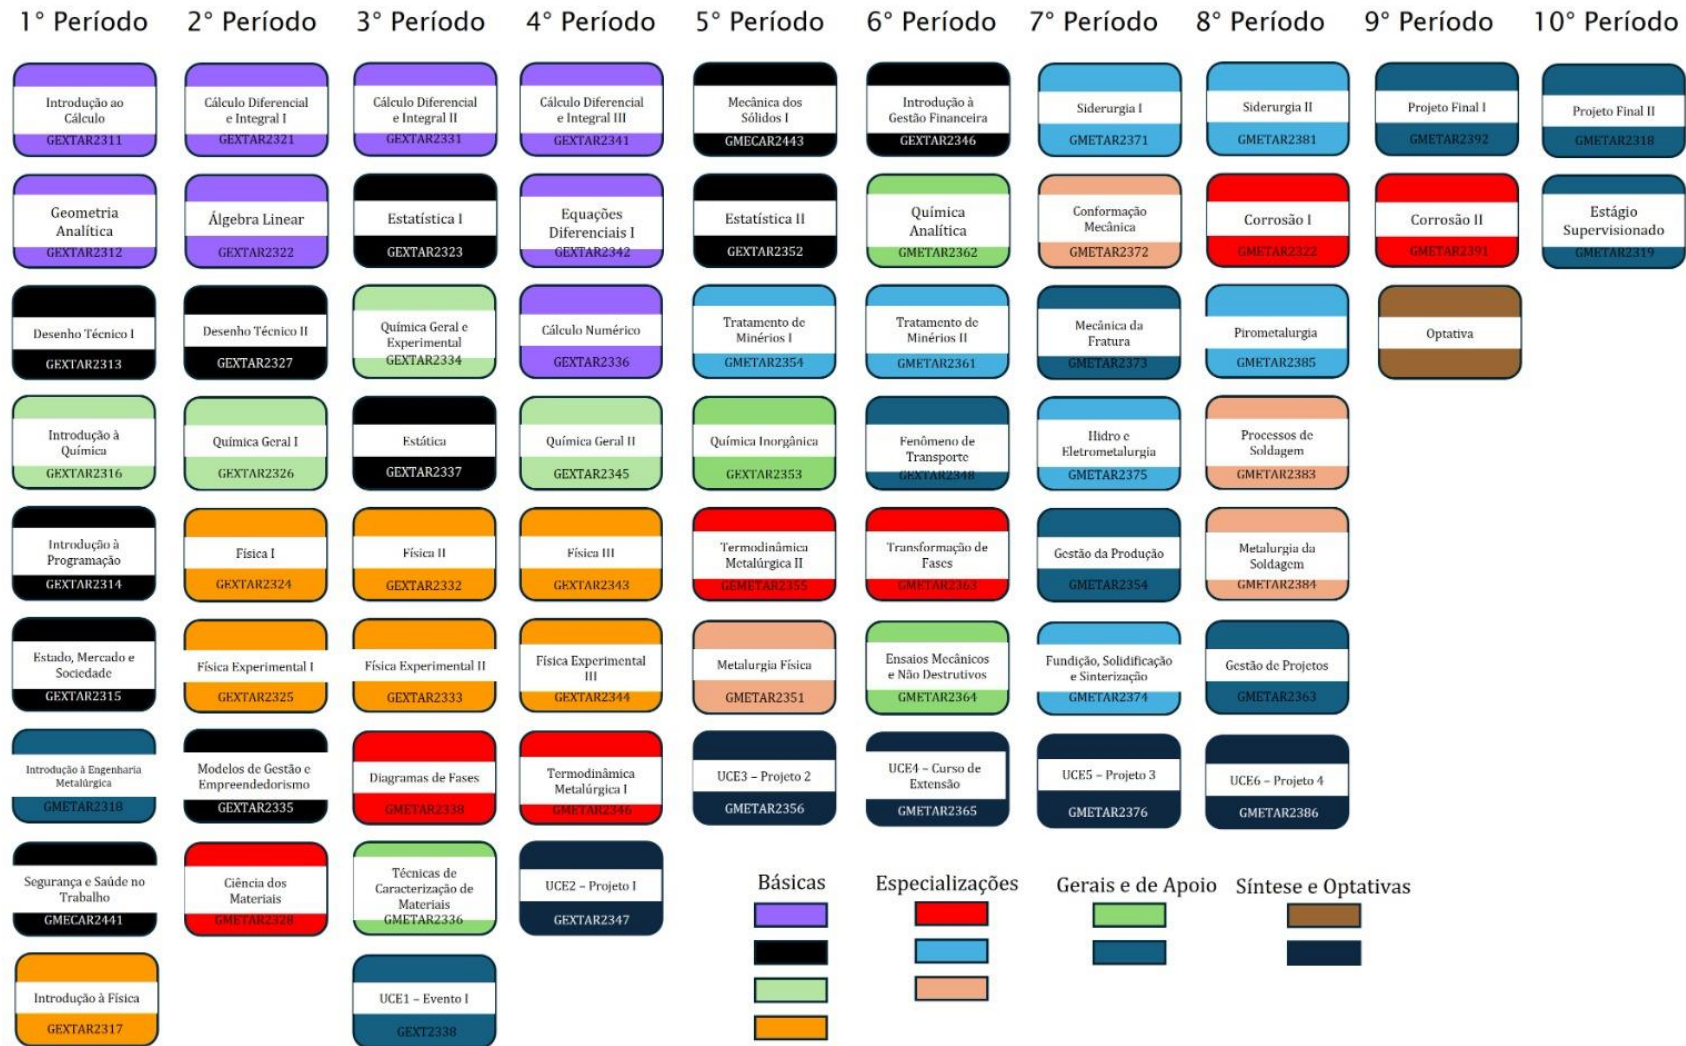 1° Período 2° Período 3° Período 4° Período 5° Período 6° Período 7° Período 8° Período 9° Período 10° Período
Introdução ao
Cálculo
GEXTAR2311
Cálculo Diferencial
e Integral I
GEXTAR2321
Cálculo Diferencial
e Integral II
GEXTAR2331
Cálculo Diferencial
e Integral III
GEXTAR2341
Mecânica dos
Sólidos I
GMECAR2443
Introdução à
Gestão Financeira
GEXTAR2346
Siderurgia I
GMETAR2371
Siderurgia II
GMETAR2381
Projeto Final I
GMETAR2392
Projeto Final II
GMETAR2318
Geometria
Analítica
GEXTAR2312
Álgebra Linear
GEXTAR2322
Estatística I
GEXTAR2323
Equações
Diferenciais I
GEXTAR2342
Estatística II
GEXTAR2352
Química
Analítica
GMETAR2362
Conformação
Mecânica
GMETAR2372
Corrosão I
GMETAR2322
Corrosão II
GMETAR2391
Estágio
Supervisionado
GMETAR2319
Desenho Técnico I
GEXTAR2313
Desenho Técnico II
GEXTAR2327
Química Geral e
Experimental
GEXTAR2334
Cálculo Numérico
GEXTAR2336
Tratamento de
Minérios I
GMETAR2354
Tratamento de
Minérios II
GMETAR2361
Mecânica da
Fratura
GMETAR2373
Pirometalurgia
GMETAR2385
Optativa
Introdução à
Química
GEXTAR2316
Química Geral I
GEXTAR2326
Estática
GEXTAR2337
Química Geral II
GEXTAR2345
Química Inorgânica
GEXTAR2353
Fenômeno de
Transporte
GEXTAR2348
Hidro e
Eletrometalurgia
GMETAR2375
Processos de
Soldagem
GMETAR2383
Introdução à
Programação
GEXTAR2314
Física I
GEXTAR2324
Física II
GEXTAR2332
Física III
GEXTAR2343
Termodinâmica
Metalúrgica II
GEMETAR2355
Transformação de
Fases
GMETAR2363
Gestão da Produção
GMETAR2354
Metalurgia da
Soldagem
GMETAR2384
Estado, Mercado e
Sociedade
GEXTAR2315
Física Experimental I
GEXTAR2325
Física Experimental II
GEXTAR2333
Física Experimental
III
GEXTAR2344
Metalurgia Física
GMETAR2351
Ensaios Mecânicos
e Não Destrutivos
GMETAR2364
Fundição, Solidificação
e Sinterização
GMETAR2374
Gestão de Projetos
GMETAR2363
Introdução à Engenharia
Metalúrgica
GMETAR2318
Modelos de Gestão e
Empreendedorismo
GEXTAR2335
Diagramas de Fases
GMETAR2338
Termodinâmica
Metalúrgica I
GMETAR2346
UCE3 – Projeto 2
GMETAR2356
UCE4 – Curso de
Extensão
GMETAR2365
UCE5 – Projeto 3
GMETAR2376
UCE6 – Projeto 4
GMETAR2386
Segurança e Saúde no
Trabalho
GMECAR2441
Ciência dos
Materiais
GMETAR2328
Técnicas de
Caracterização de
Materiais
GMETAR2336
UCE2 – Projeto I
GEXTAR2347
Introdução à Física
GEXTAR2317
UCE1 – Evento I
GEXT2338
Básicas Especializações Gerais e de Apoio Síntese e Optativas